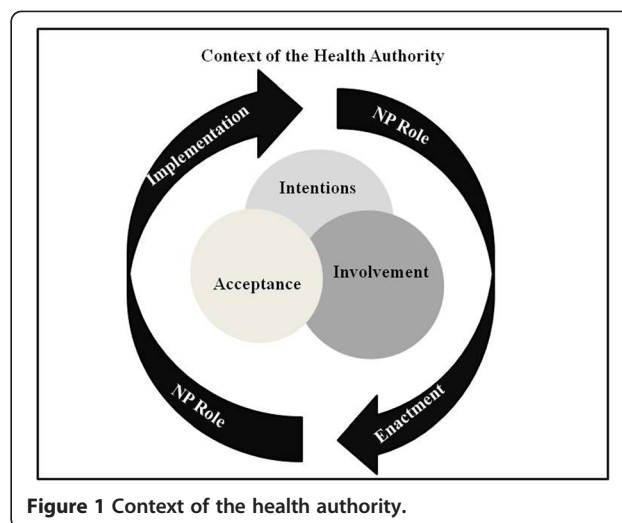 Context of the Health Authority
Implementation
NP Role
Intentions
Acceptance
Involvement
NP Role
Enactment
Figure 1 Context of the health authority.